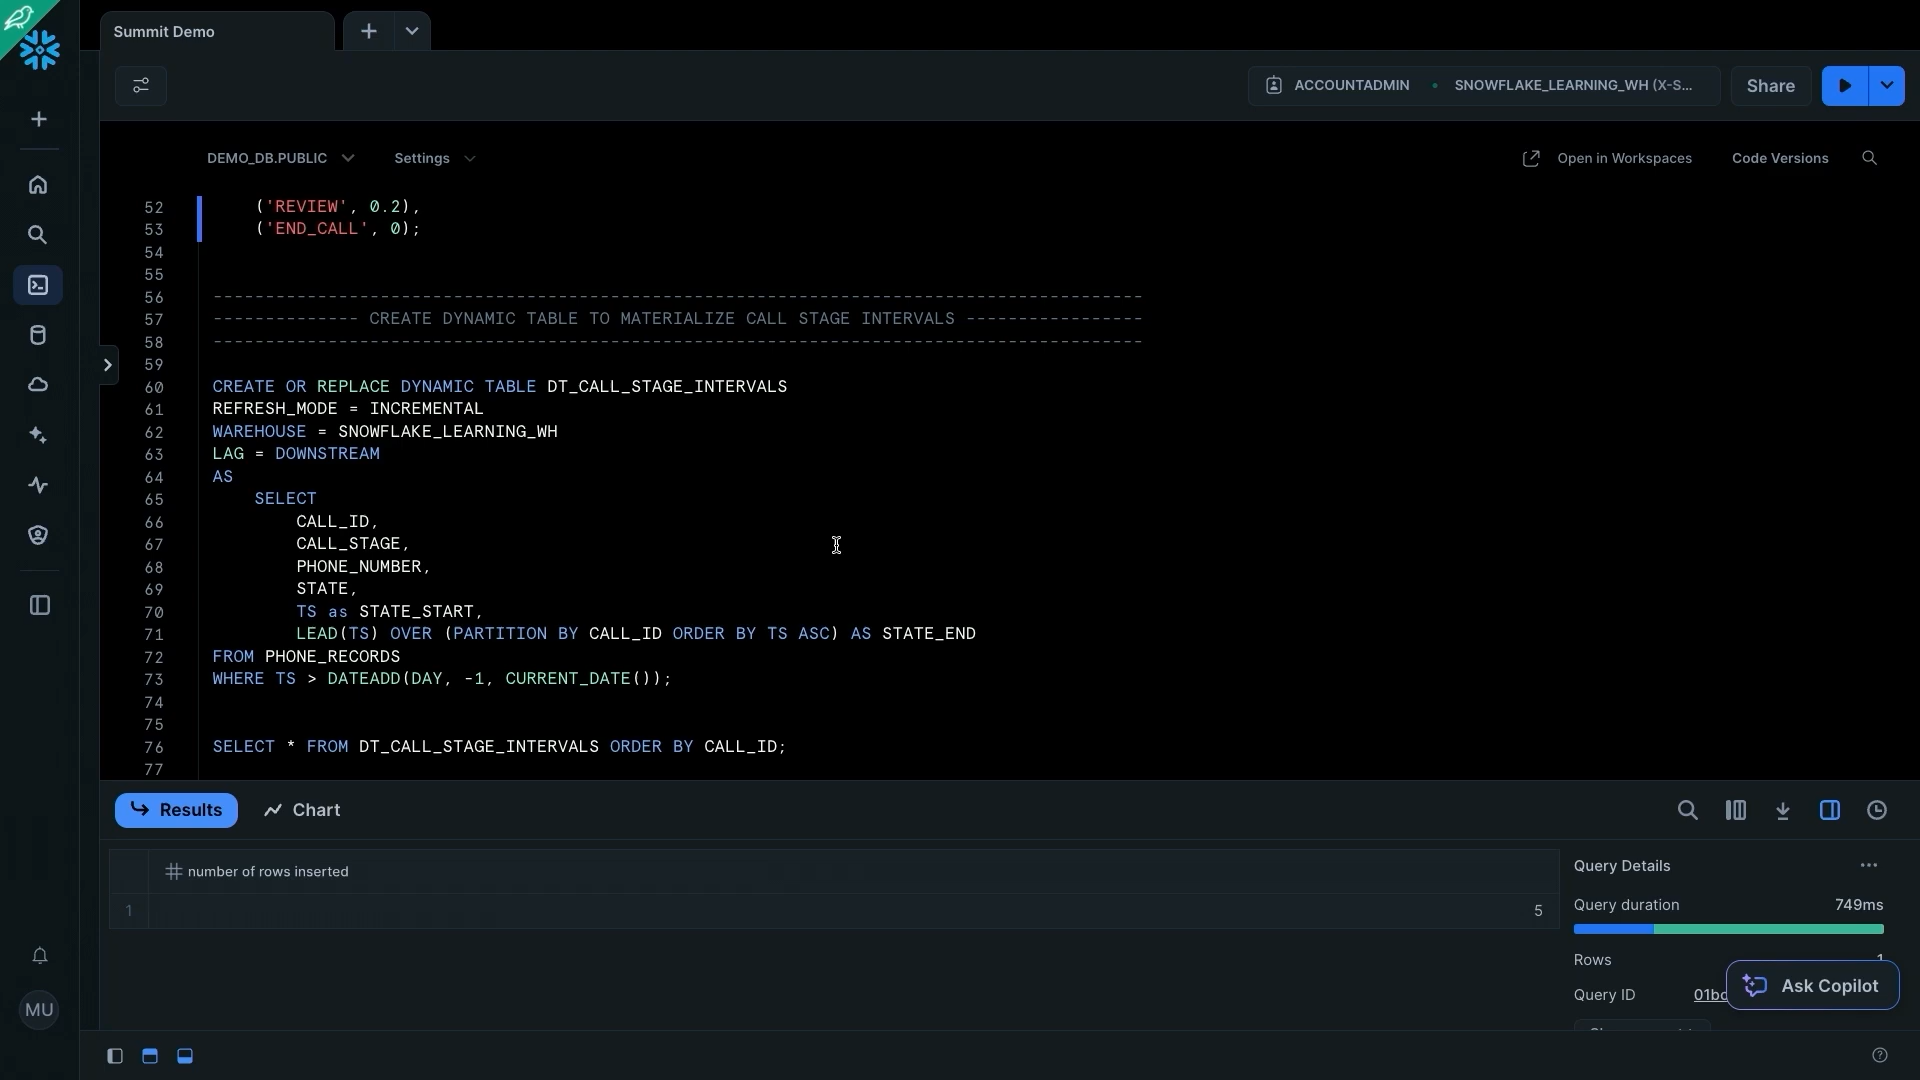 Summit Demo
ACCOUNTADMIN • SNOWFLAKE_LEARNING_WH (X-S...
Share
DEMO_DB.PUBLIC
Settings
Open in Workspaces
Code Versions
52 ('REVIEW', 0.2),
53 ('END_CALL', 0);
54
55
56 -----------------------------------------------------------------------------------------
57 -------------- CREATE DYNAMIC TABLE TO MATERIALIZE CALL STAGE INTERVALS -----------------
58 -----------------------------------------------------------------------------------------
59
60 CREATE OR REPLACE DYNAMIC TABLE DT_CALL_STAGE_INTERVALS
61 REFRESH_MODE = INCREMENTAL
62 WAREHOUSE = SNOWFLAKE_LEARNING_WH
63 LAG = DOWNSTREAM
64 AS
65 SELECT
66 CALL_ID,
67 CALL_STAGE,
68 PHONE_NUMBER,
69 STATE,
70 TS as STATE_START,
71 LEAD(TS) OVER (PARTITION BY CALL_ID ORDER BY TS ASC) AS STATE_END
72 FROM PHONE_RECORDS
73 WHERE TS > DATEADD(DAY, -1, CURRENT_DATE());
74
75
76 SELECT * FROM DT_CALL_STAGE_INTERVALS ORDER BY CALL_ID;
77
Results
Chart
number of rows inserted
1 5
Query Details
Query duration 749ms
Rows 1
Query ID 01bc
Ask Copilot
MU